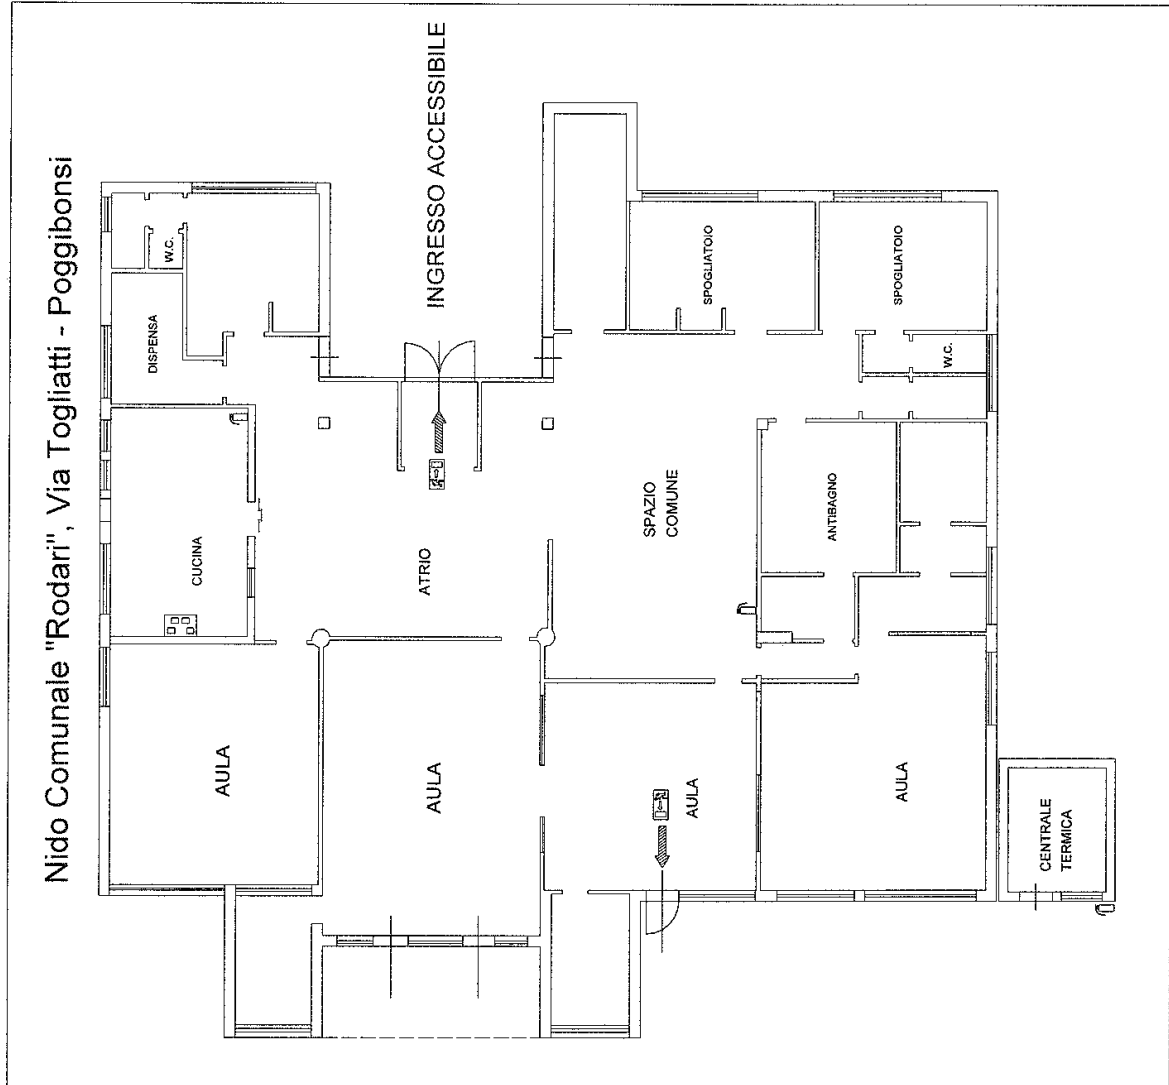 Nido Comunale "Rodari", Via Togliatti - Poggibonsi
INGRESSO ACCESSIBILE
W.C.
DISPENSA
CUCINA
AULA
ATRIO
AULA
SPOGLIATOIO
SPAZIO
COMUNE
AULA
SPOGLIATOIO
W.C.
ANTIBAGNO
AULA
CENTRALE
TERMICA